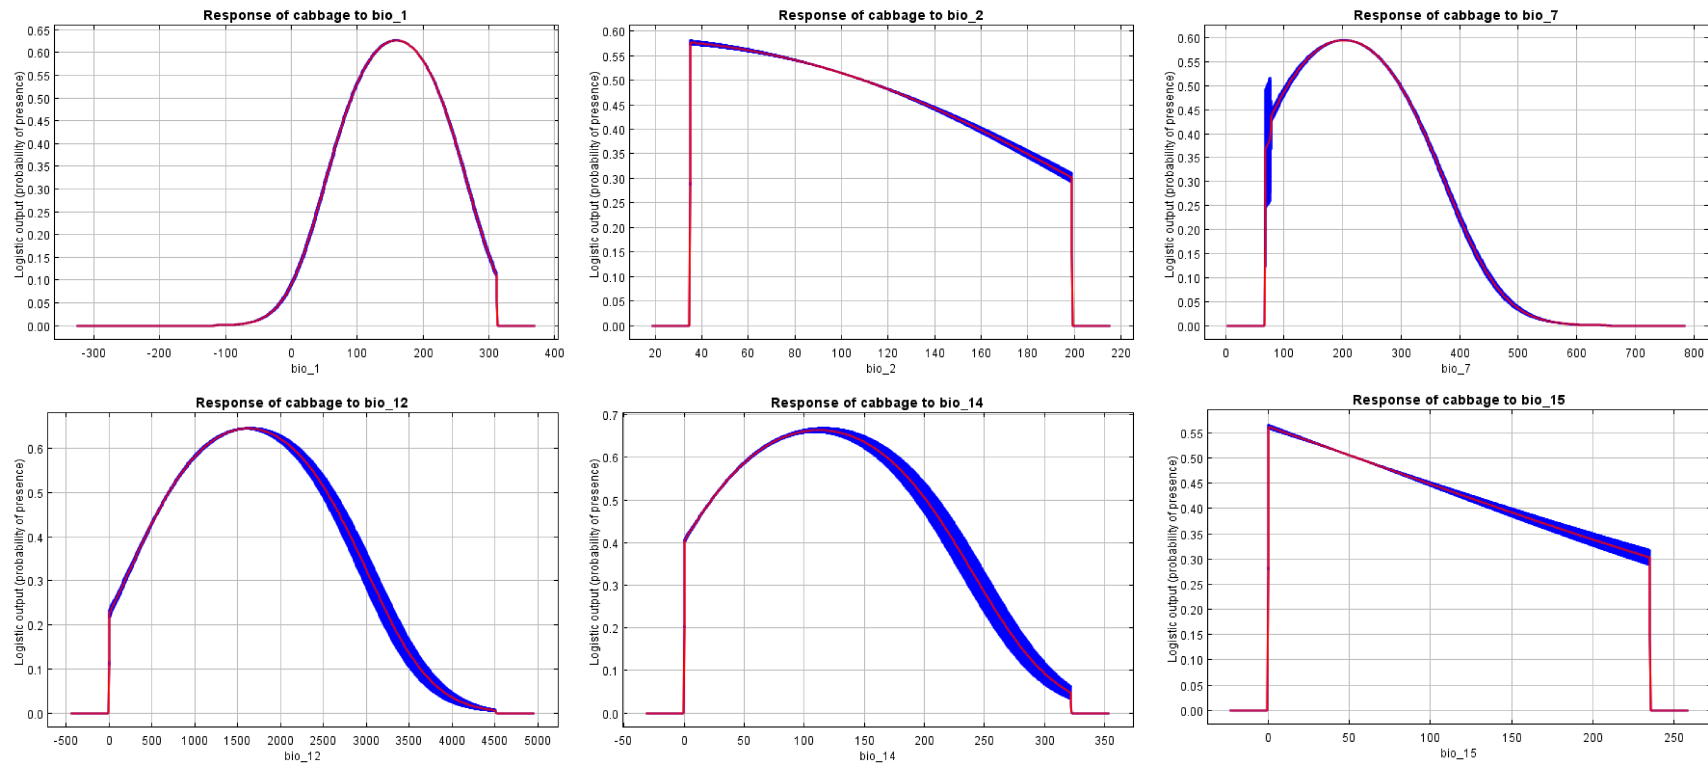 Response of cabbage to bio_1
Logistic output (probability of presence)
0.65
0.60
0.55
0.50
0.45
0.40
0.35
0.30
0.25
0.20
0.15
0.10
0.05
0.00
-300 -200 -100 0 100 200 300 400
bio_1
Response of cabbage to bio_2
Logistic output (probability of presence)
0.60
0.55
0.50
0.45
0.40
0.35
0.30
0.25
0.20
0.15
0.10
0.05
0.00
20 40 60 80 100 120 140 160 180 200 220
bio_2
Response of cabbage to bio_7
Logistic output (probability of presence)
0.60
0.55
0.50
0.45
0.40
0.35
0.30
0.25
0.20
0.15
0.10
0.05
0.00
0 100 200 300 400 500 600 700 800
bio_7
Response of cabbage to bio_12
Logistic output (probability of presence)
0.6
0.5
0.4
0.3
0.2
0.1
0.0
-500 0 500 1000 1500 2000 2500 3000 3500 4000 4500 5000
bio_12
Response of cabbage to bio_14
Logistic output (probability of presence)
0.7
0.6
0.5
0.4
0.3
0.2
0.1
0.0
-50 0 50 100 150 200 250 300 350
bio_14
Response of cabbage to bio_15
Logistic output (probability of presence)
0.55
0.50
0.45
0.40
0.35
0.30
0.25
0.20
0.15
0.10
0.05
0.00
0 50 100 150 200 250
bio_15